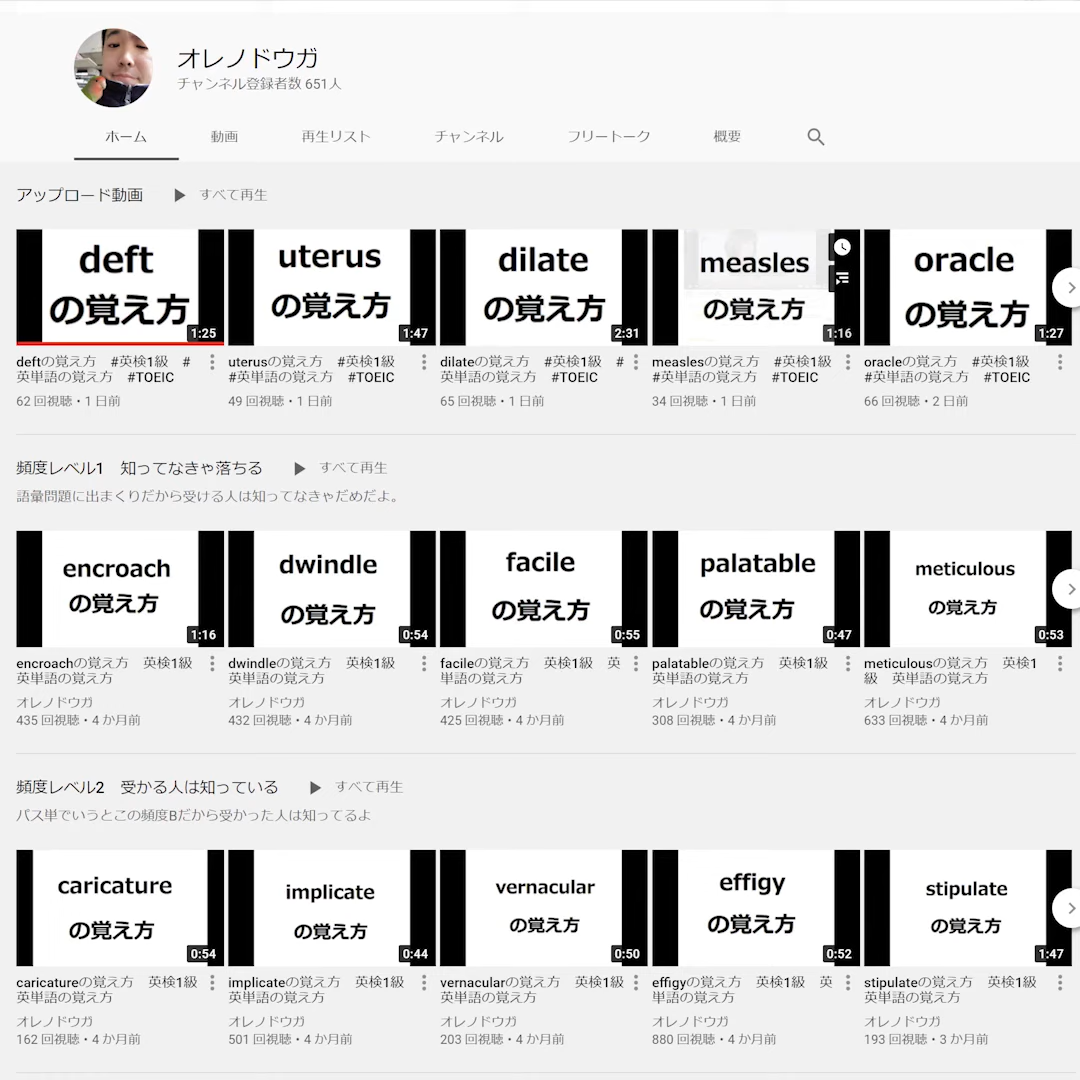 オレノドウガ
チャンネル登録者数 651人
ホーム 動画 再生リスト チャンネル フリートーク 概要
アップロード動画 すべて再生
deft uterus dilate measles oracle
の覚え方 の覚え方 の覚え方 の覚え方 の覚え方
1:25 1:47 2:31 1:16 1:27
deftの覚え方 #英検1級 # uterusの覚え方 #英検1級 dilateの覚え方 #英検1級 # measlesの覚え方 #英検1級 oracleの覚え方 #英検1級
英単語の覚え方 #TOEIC #英単語の覚え方 #TOEIC 英単語の覚え方 #TOEIC #英単語の覚え方 #TOEIC #英単語の覚え方 #TOEIC
62 回視聴・1 日前 49 回視聴・1 日前 65 回視聴・1 日前 34 回視聴・1 日前 66 回視聴・2 日前
頻度レベル1 知ってなきゃ落ちる すべて再生
語彙問題に出まくりだから受ける人は知ってなきゃだめだよ。
encroach dwindle facile palatable meticulous
の覚え方 の覚え方 の覚え方 の覚え方 の覚え方
1:16 0:54 0:55 0:47 0:53
encroachの覚え方 英検1級 dwindleの覚え方 英検1級 facileの覚え方 英検1級 英 palatableの覚え方 英検1級 meticulousの覚え方 英検1
英単語の覚え方 英単語の覚え方 単語の覚え方 英単語の覚え方 級 英単語の覚え方
オレノドウガ オレノドウガ オレノドウガ オレノドウガ オレノドウガ
435 回視聴・4 か月前 432 回視聴・4 か月前 425 回視聴・4 か月前 308 回視聴・4 か月前 633 回視聴・4 か月前
頻度レベル2 受かる人は知っている すべて再生
パス単でいうとこの頻度Bだから受かった人は知ってるよ
caricature implicate vernacular effigy stipulate
の覚え方 の覚え方 の覚え方 の覚え方 の覚え方
0:54 0:44 0:50 0:52 1:47
caricatureの覚え方 英検1級 implicateの覚え方 英検1級 vernacularの覚え方 英検1級 effigyの覚え方 英検1級 英 stipulateの覚え方 英検1級
英単語の覚え方 英単語の覚え方 英単語の覚え方 単語の覚え方 英単語の覚え方
オレノドウガ オレノドウガ オレノドウガ オレノドウガ オレノドウガ
162 回視聴・4 か月前 501 回視聴・4 か月前 203 回視聴・4 か月前 880 回視聴・4 か月前 193 回視聴・3 か月前